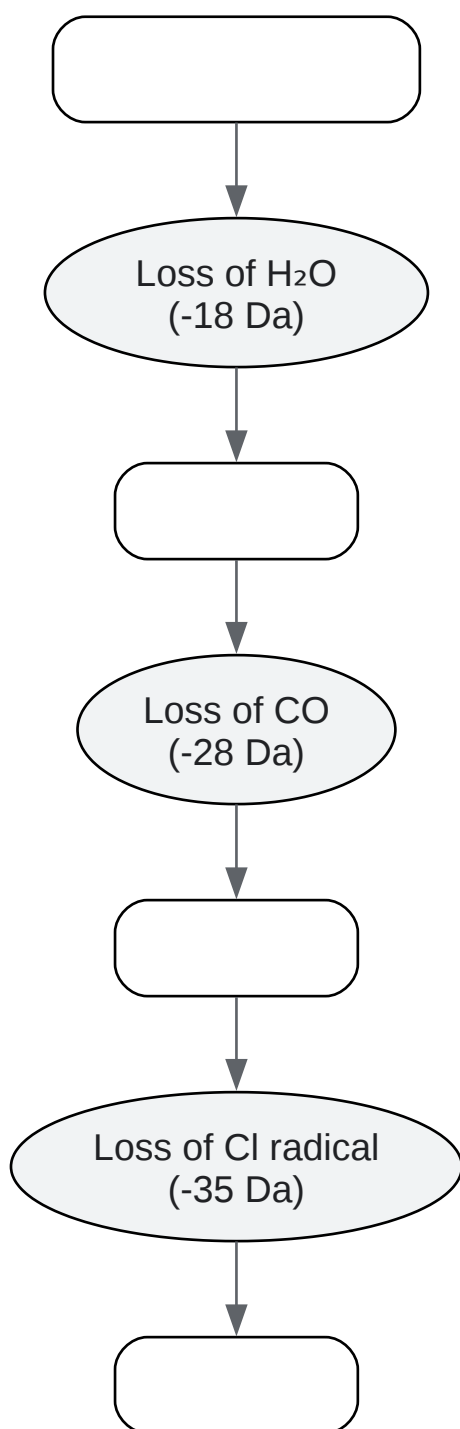 Loss of H₂O
(-18 Da)
Loss of CO
(-28 Da)
Loss of Cl radical
(-35 Da)